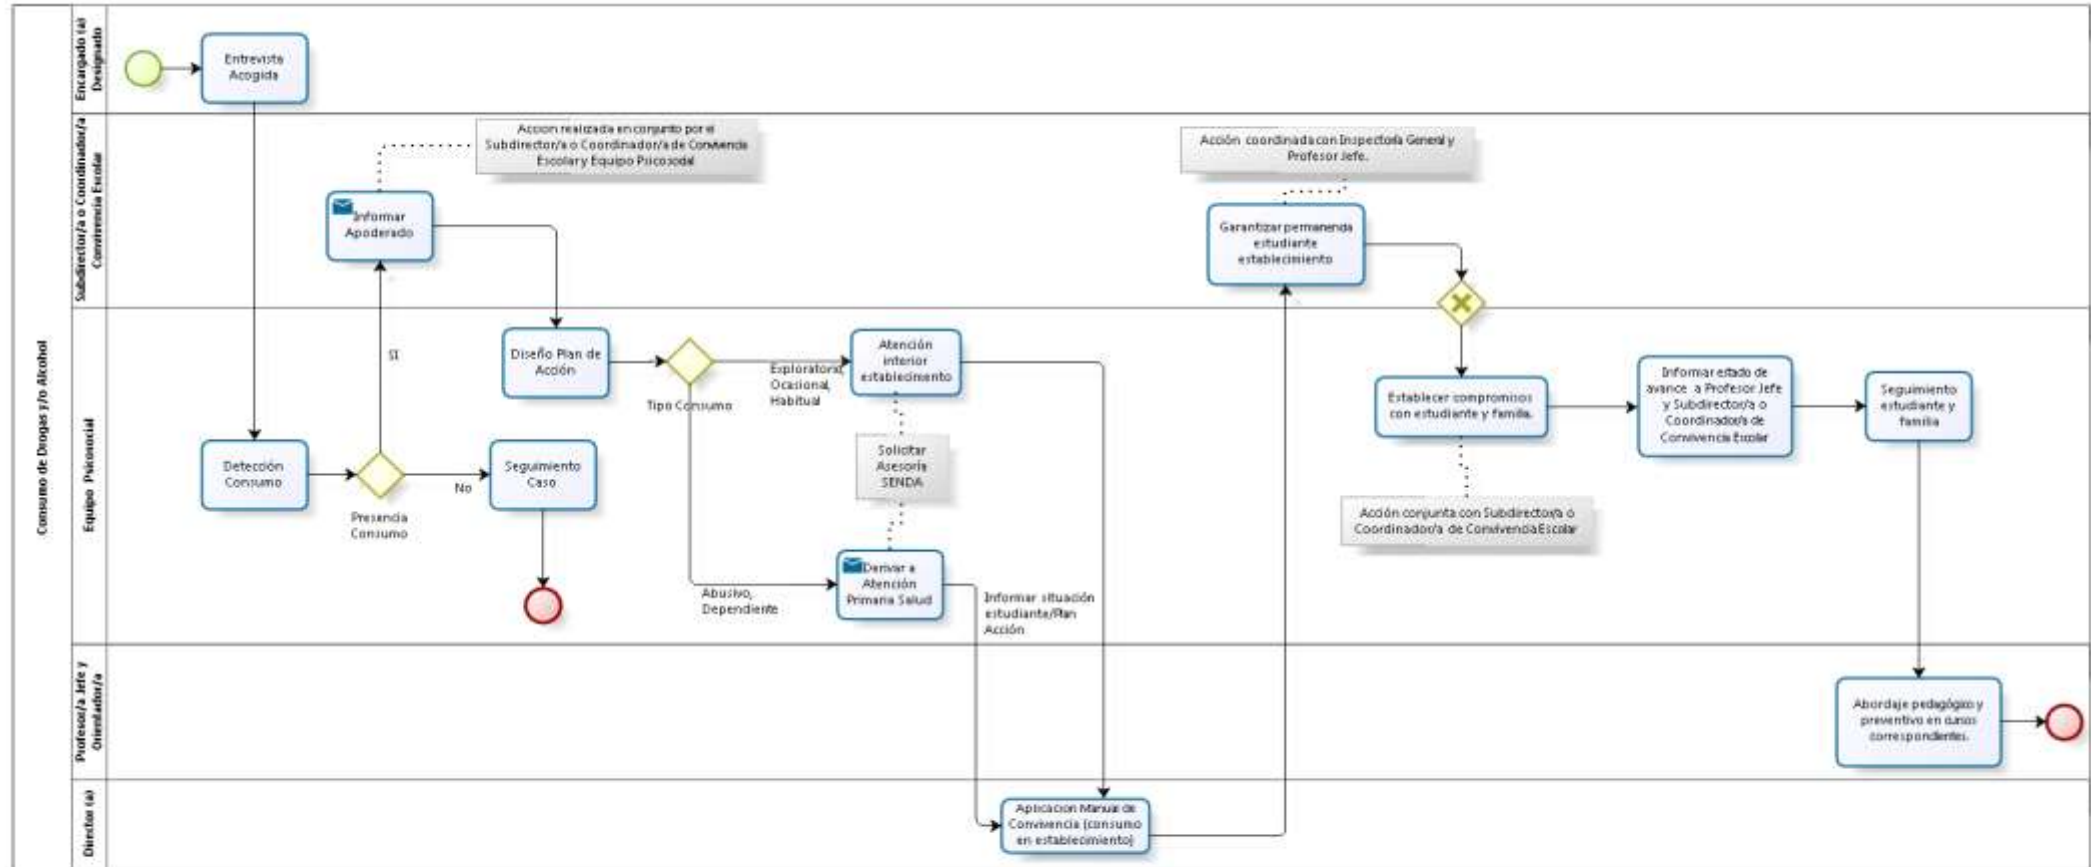 Consumo de Drogas y/o Alcohol
Encargado (a)
Designado
Entrevista
Acogida
Subdirector/a o Coordinador/a
Convivencia Escolar
Accion realizada en conjunto por el
Subdirector/a o Coordinador/a de Convivencia
Escolar y Equipo Psicosocial
Informar
Apoderado
Acción coordinada con Inspectoría General y
Profesor Jefe.
Garantizar permanencia
estudiante
establecimiento
Equipo Psicosocial
SI
Diseño Plan de
Acción
Tipo Consumo
Exploratorio,
Ocasional,
Habitual
Atención
interior
establecimento
Detección
Consumo
Presencia
Consumo
No
Seguimiento
Caso
Solicitar
Asesoría
SENDA
Abusivo,
Dependiente
Derivar a
Atención
Primaria Salud
Informar situación
estudiante/Plan
Acción
Establecer compromisos
con estudiante y familia.
Informar estado de
avance a Profesor Jefe
y Subdirector/a o
Coordinador/a de
Convivencia Escolar
Seguimiento
estudiante y
familia
Acción conjunta con Subdirector/a o
Coordinador/a de Convivencia Escolar
Profesor/a Jefe y
Orientador/a
Abordaje pedagógico y
preventivo en cursos
correspondientes.
Director (a)
Aplicacion Manual de
Convivencia (consumo
en establecimiento)